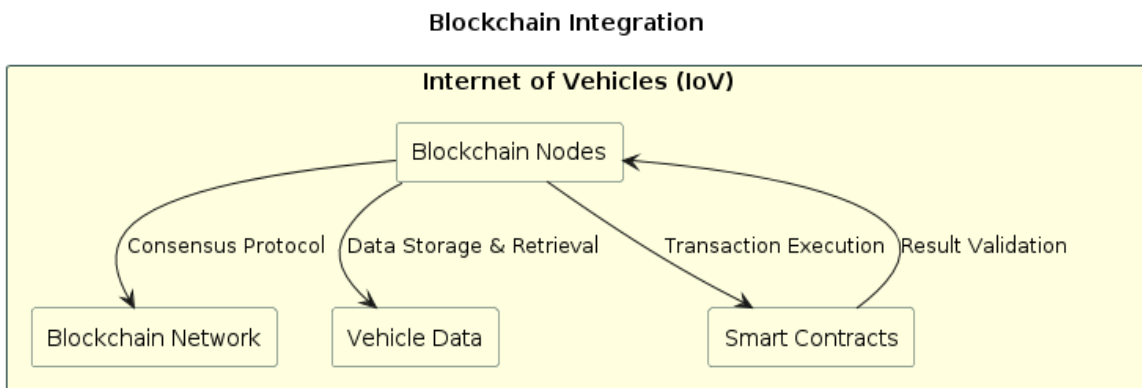 Blockchain Integration
Internet of Vehicles (IoV)
Blockchain Nodes
Consensus Protocol
Data Storage & Retrieval
Transaction Execution
Result Validation
Blockchain Network
Vehicle Data
Smart Contracts